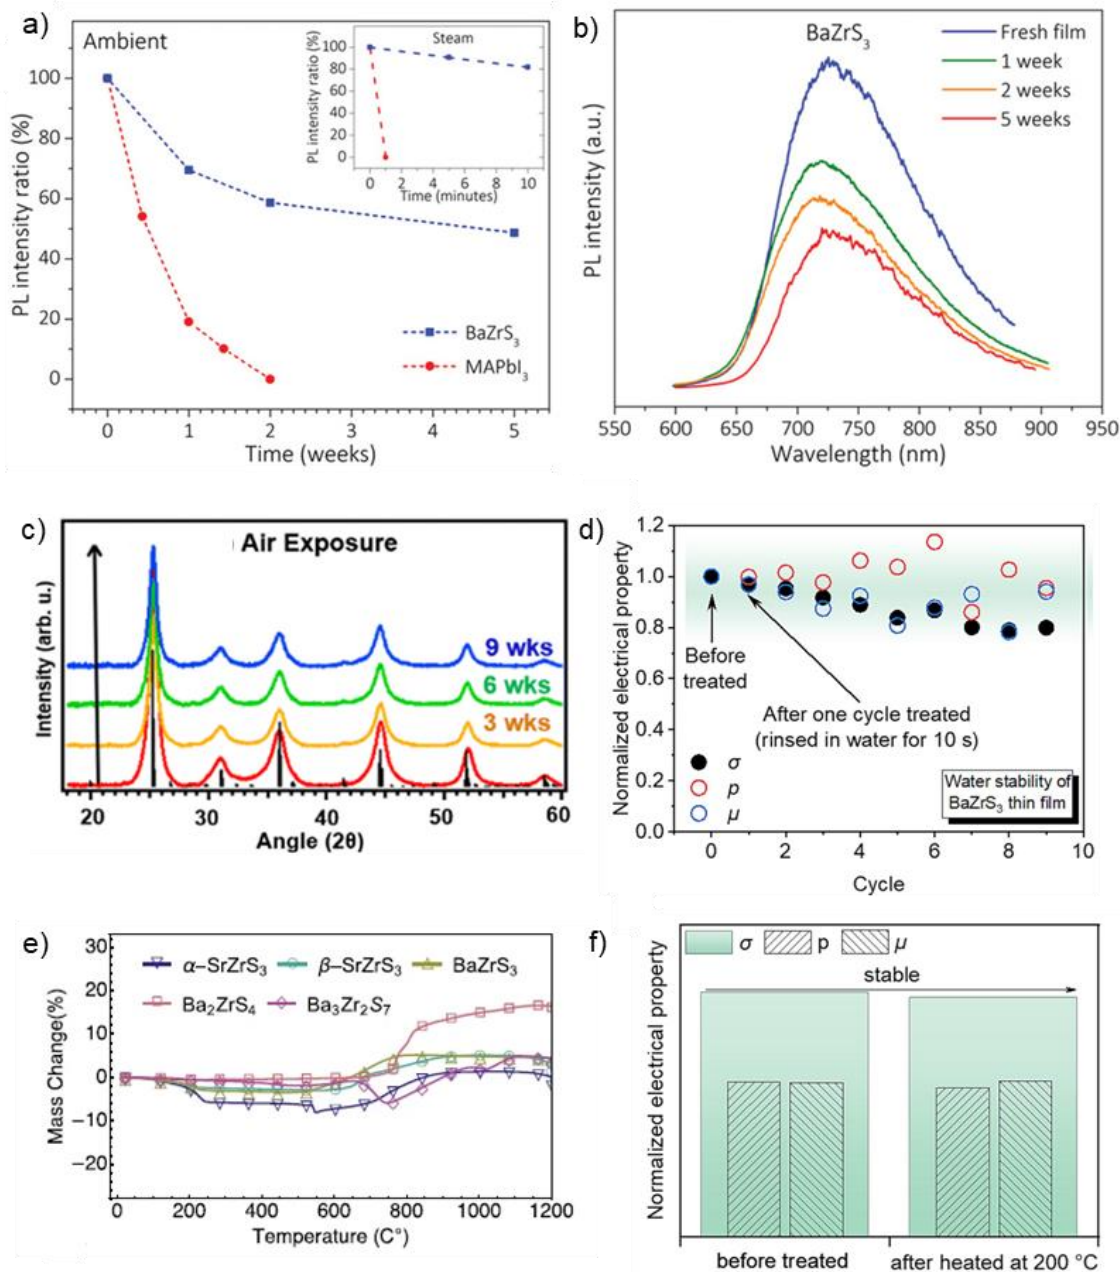 a)
Ambient
PL intensity ratio (%)
100
80
60
40
20
0
0
1
2
3
4
5
Time (weeks)
BaZrS3
MAPbI3
Steam
PL intensity ratio (%)
100
80
60
40
20
0
0
2
4
6
8
10
Time (minutes)
b)
BaZrS3
Fresh film
1 week
2 weeks
5 weeks
PL intensity (a.u.)
550
600
650
700
750
800
850
900
950
Wavelength (nm)
c)
Air Exposure
Intensity (arb. u.)
9 wks
6 wks
3 wks
20
30
40
50
60
Angle (2θ)
d)
Normalized electrical property
1.2
1.0
0.8
0.6
0.4
0.2
0.0
Before
treated
After one cycle treated
(rinsed in water for 10 s)
σ
p
μ
Water stability of
BaZrS3 thin film
0
2
4
6
8
10
Cycle
e)
Mass Change(%)
30
20
10
0
−10
−20
α−SrZrS3
β−SrZrS3
BaZrS3
Ba2ZrS4
Ba3Zr2S7
0
200
400
600
800
1000
1200
Temperature (C°)
f)
Normalized electrical property
σ
p
μ
stable
before treated
after heated at 200 °C